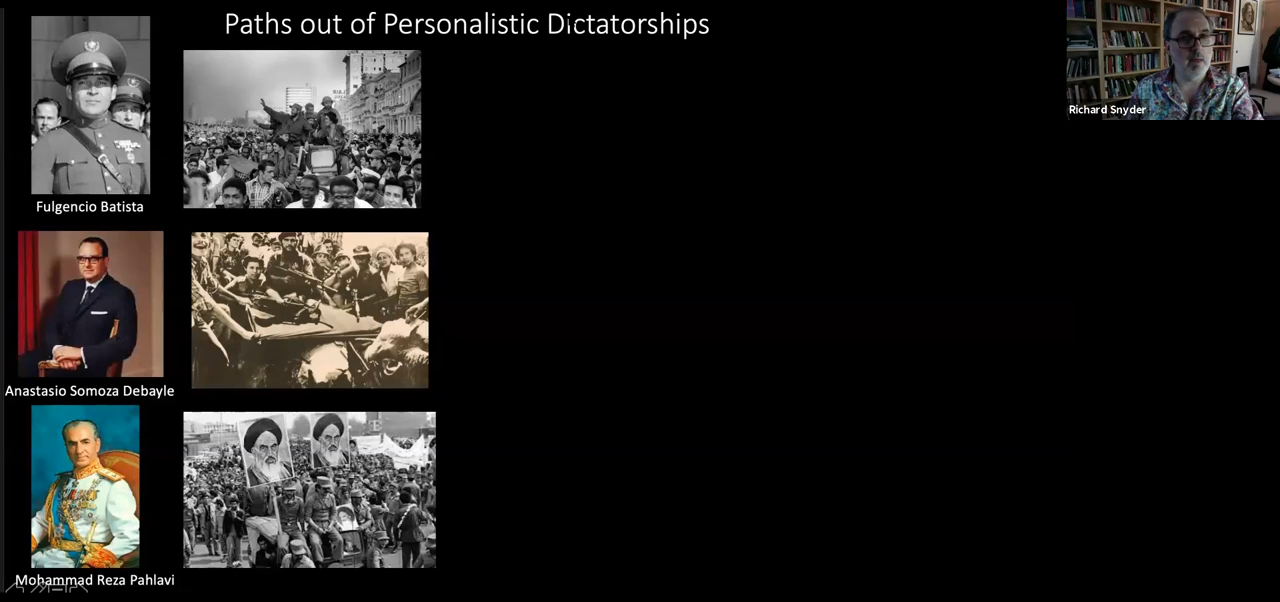 Paths out of Personalistic Dictatorships
Richard Snyder
Fulgencio Batista
Anastasio Somoza Debayle
Mohammad Reza Pahlavi